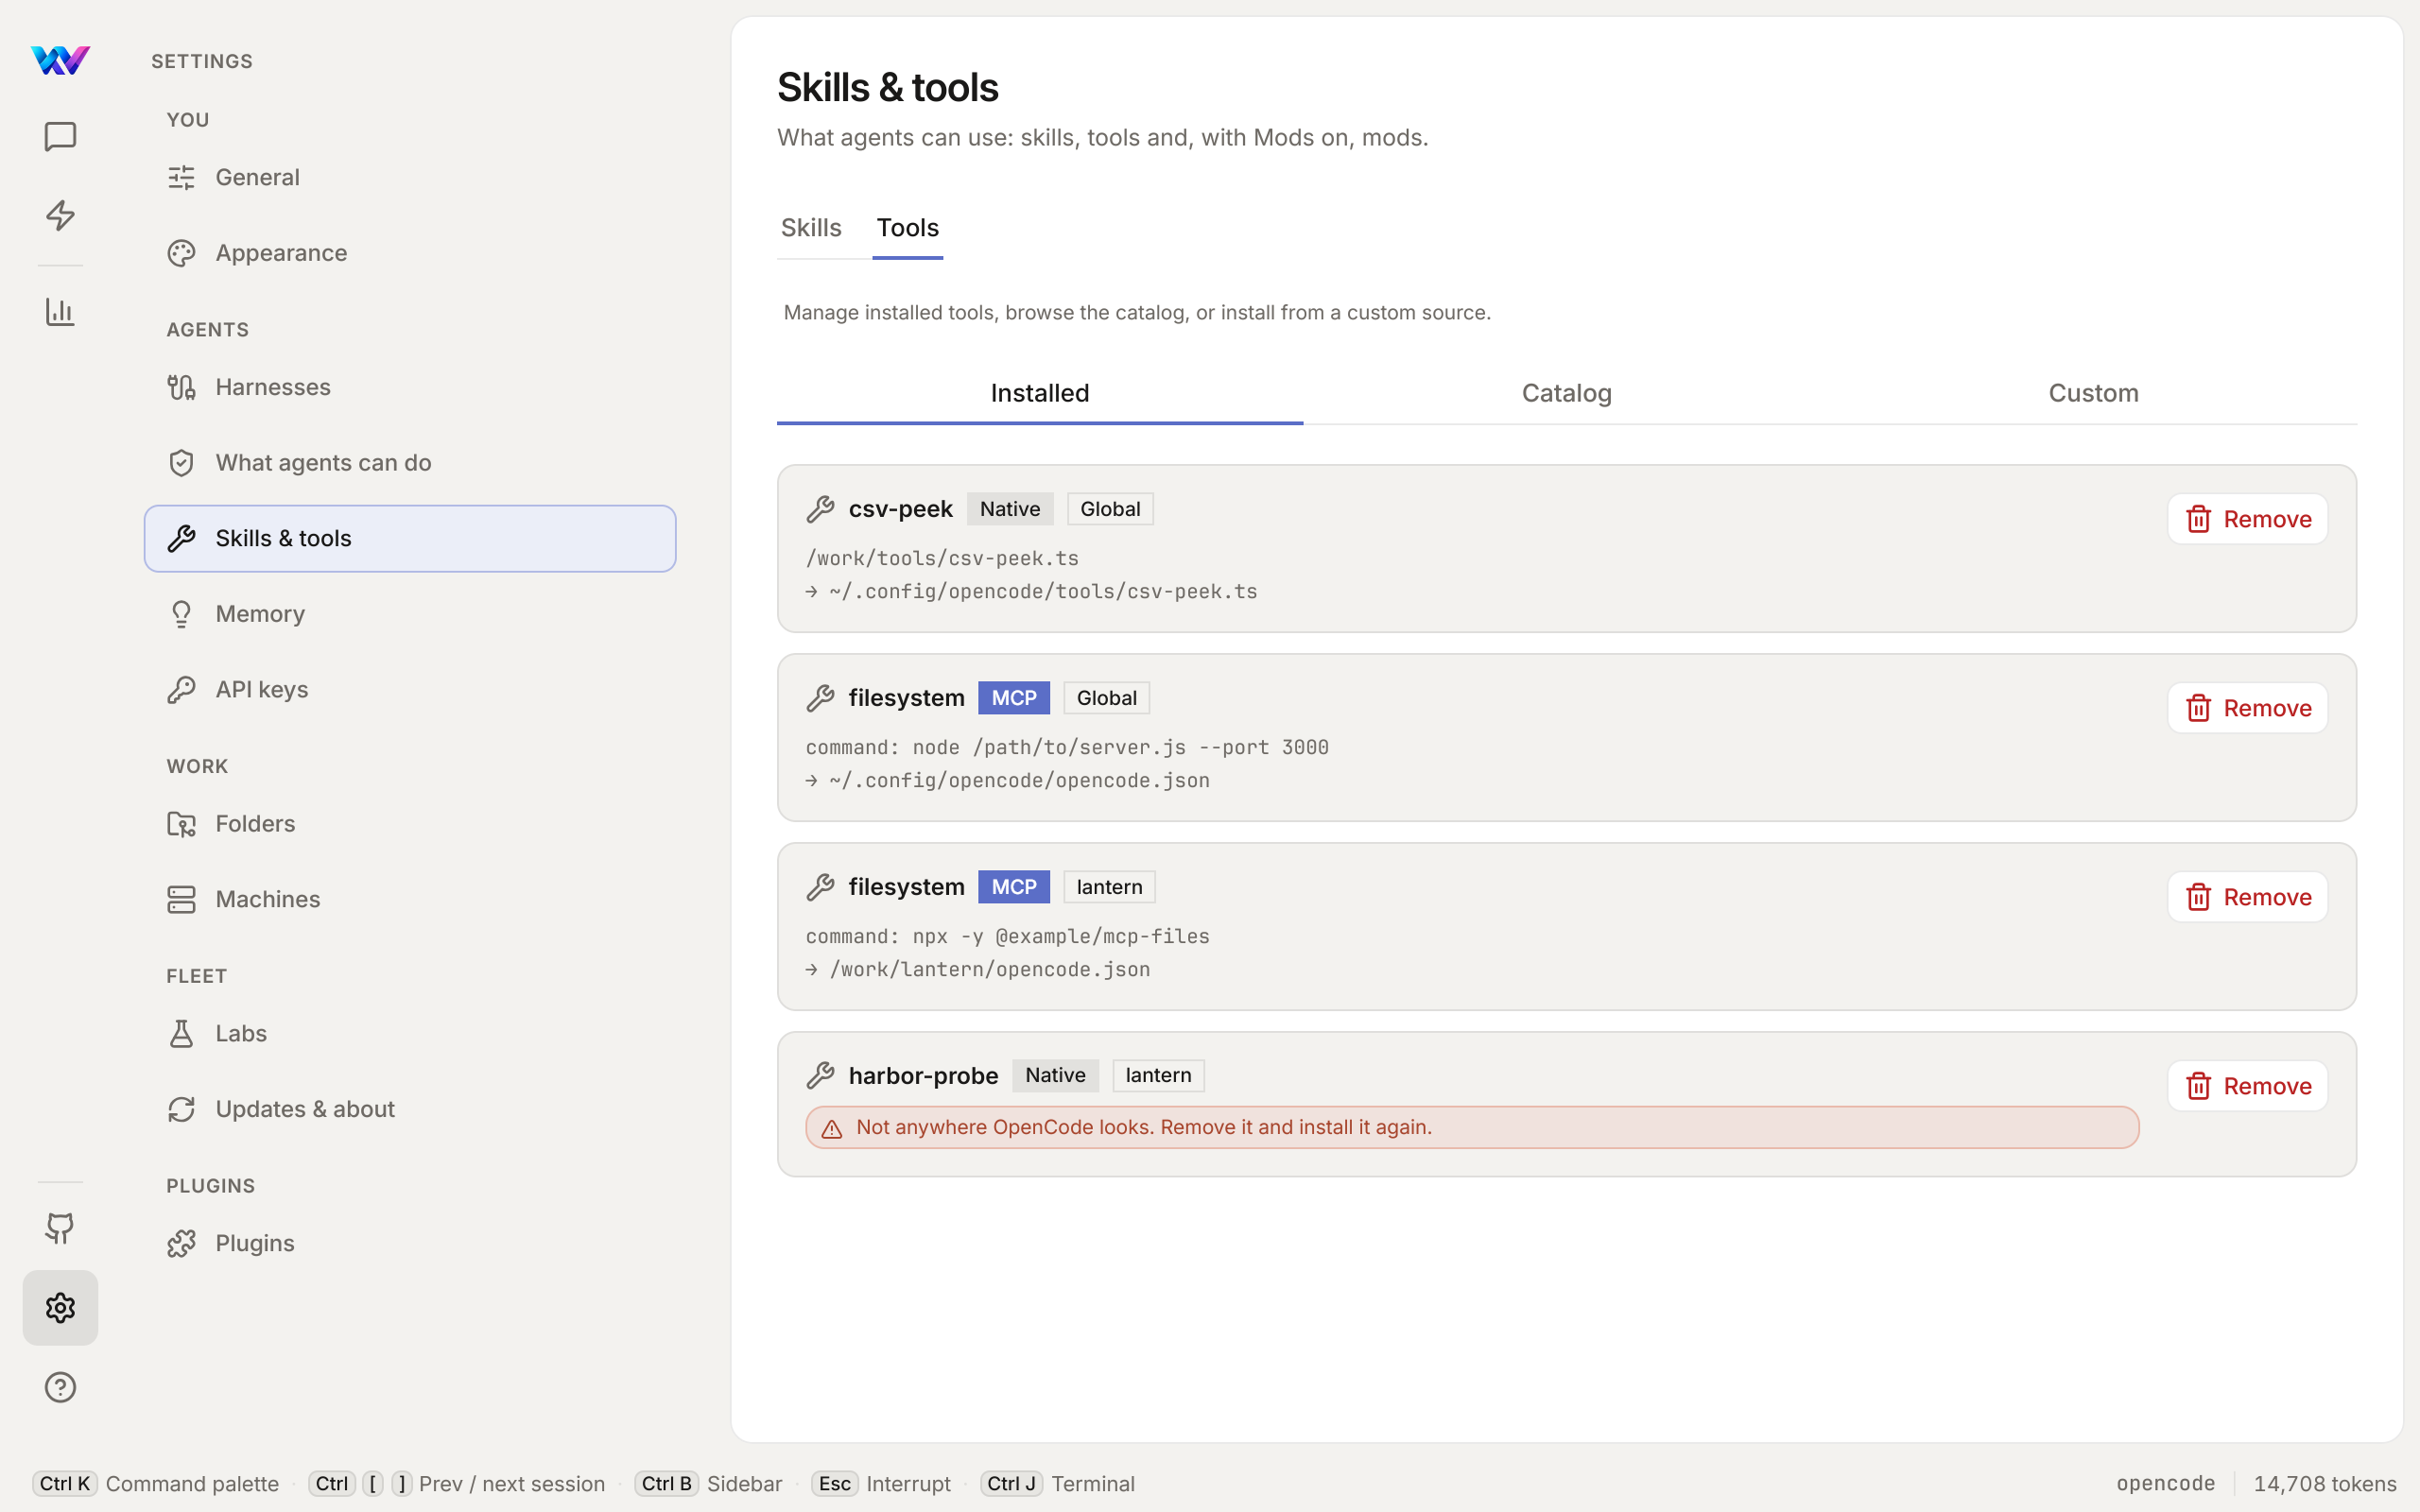 SETTINGS
YOU
General
Appearance
AGENTS
Harnesses
What agents can do
Skills & tools
Memory
API keys
WORK
Folders
Machines
FLEET
Labs
Updates & about
PLUGINS
Plugins
Skills & tools
What agents can use: skills, tools and, with Mods on, mods.
Skills Tools
Manage installed tools, browse the catalog, or install from a custom source.
Installed Catalog Custom
csv-peek Native Global Remove
/work/tools/csv-peek.ts
→ ~/.config/opencode/tools/csv-peek.ts
filesystem MCP Global Remove
command: node /path/to/server.js --port 3000
→ ~/.config/opencode/opencode.json
filesystem MCP lantern Remove
command: npx -y @example/mcp-files
→ /work/lantern/opencode.json
harbor-probe Native lantern Remove
Not anywhere OpenCode looks. Remove it and install it again.
Ctrl K Command palette · Ctrl [ ] Prev / next session · Ctrl B Sidebar · Esc Interrupt · Ctrl J Terminal opencode 14,708 tokens